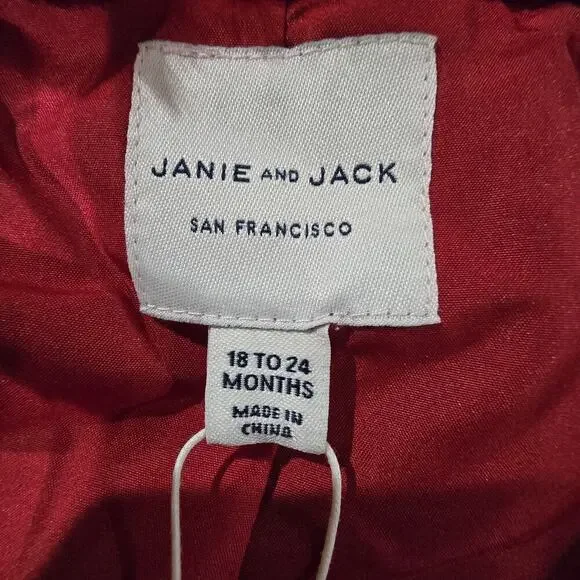 JANIE AND JACK
SAN FRANCISCO
18 TO 24
MONTHS
MADE IN
CHINA